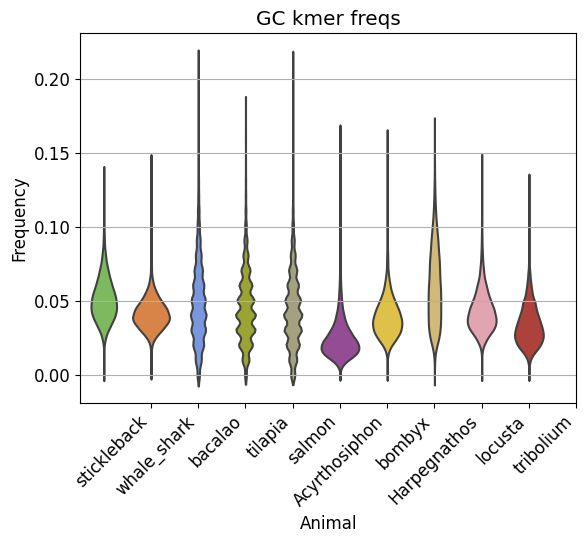 GC kmer freqs
Frequency
0.20
0.15
0.10
0.05
0.00
stickleback
whale_shark
bacalao
tilapia
salmon
Acyrthosiphon
bombyx
Harpegnathos
locusta
tribolium
Animal